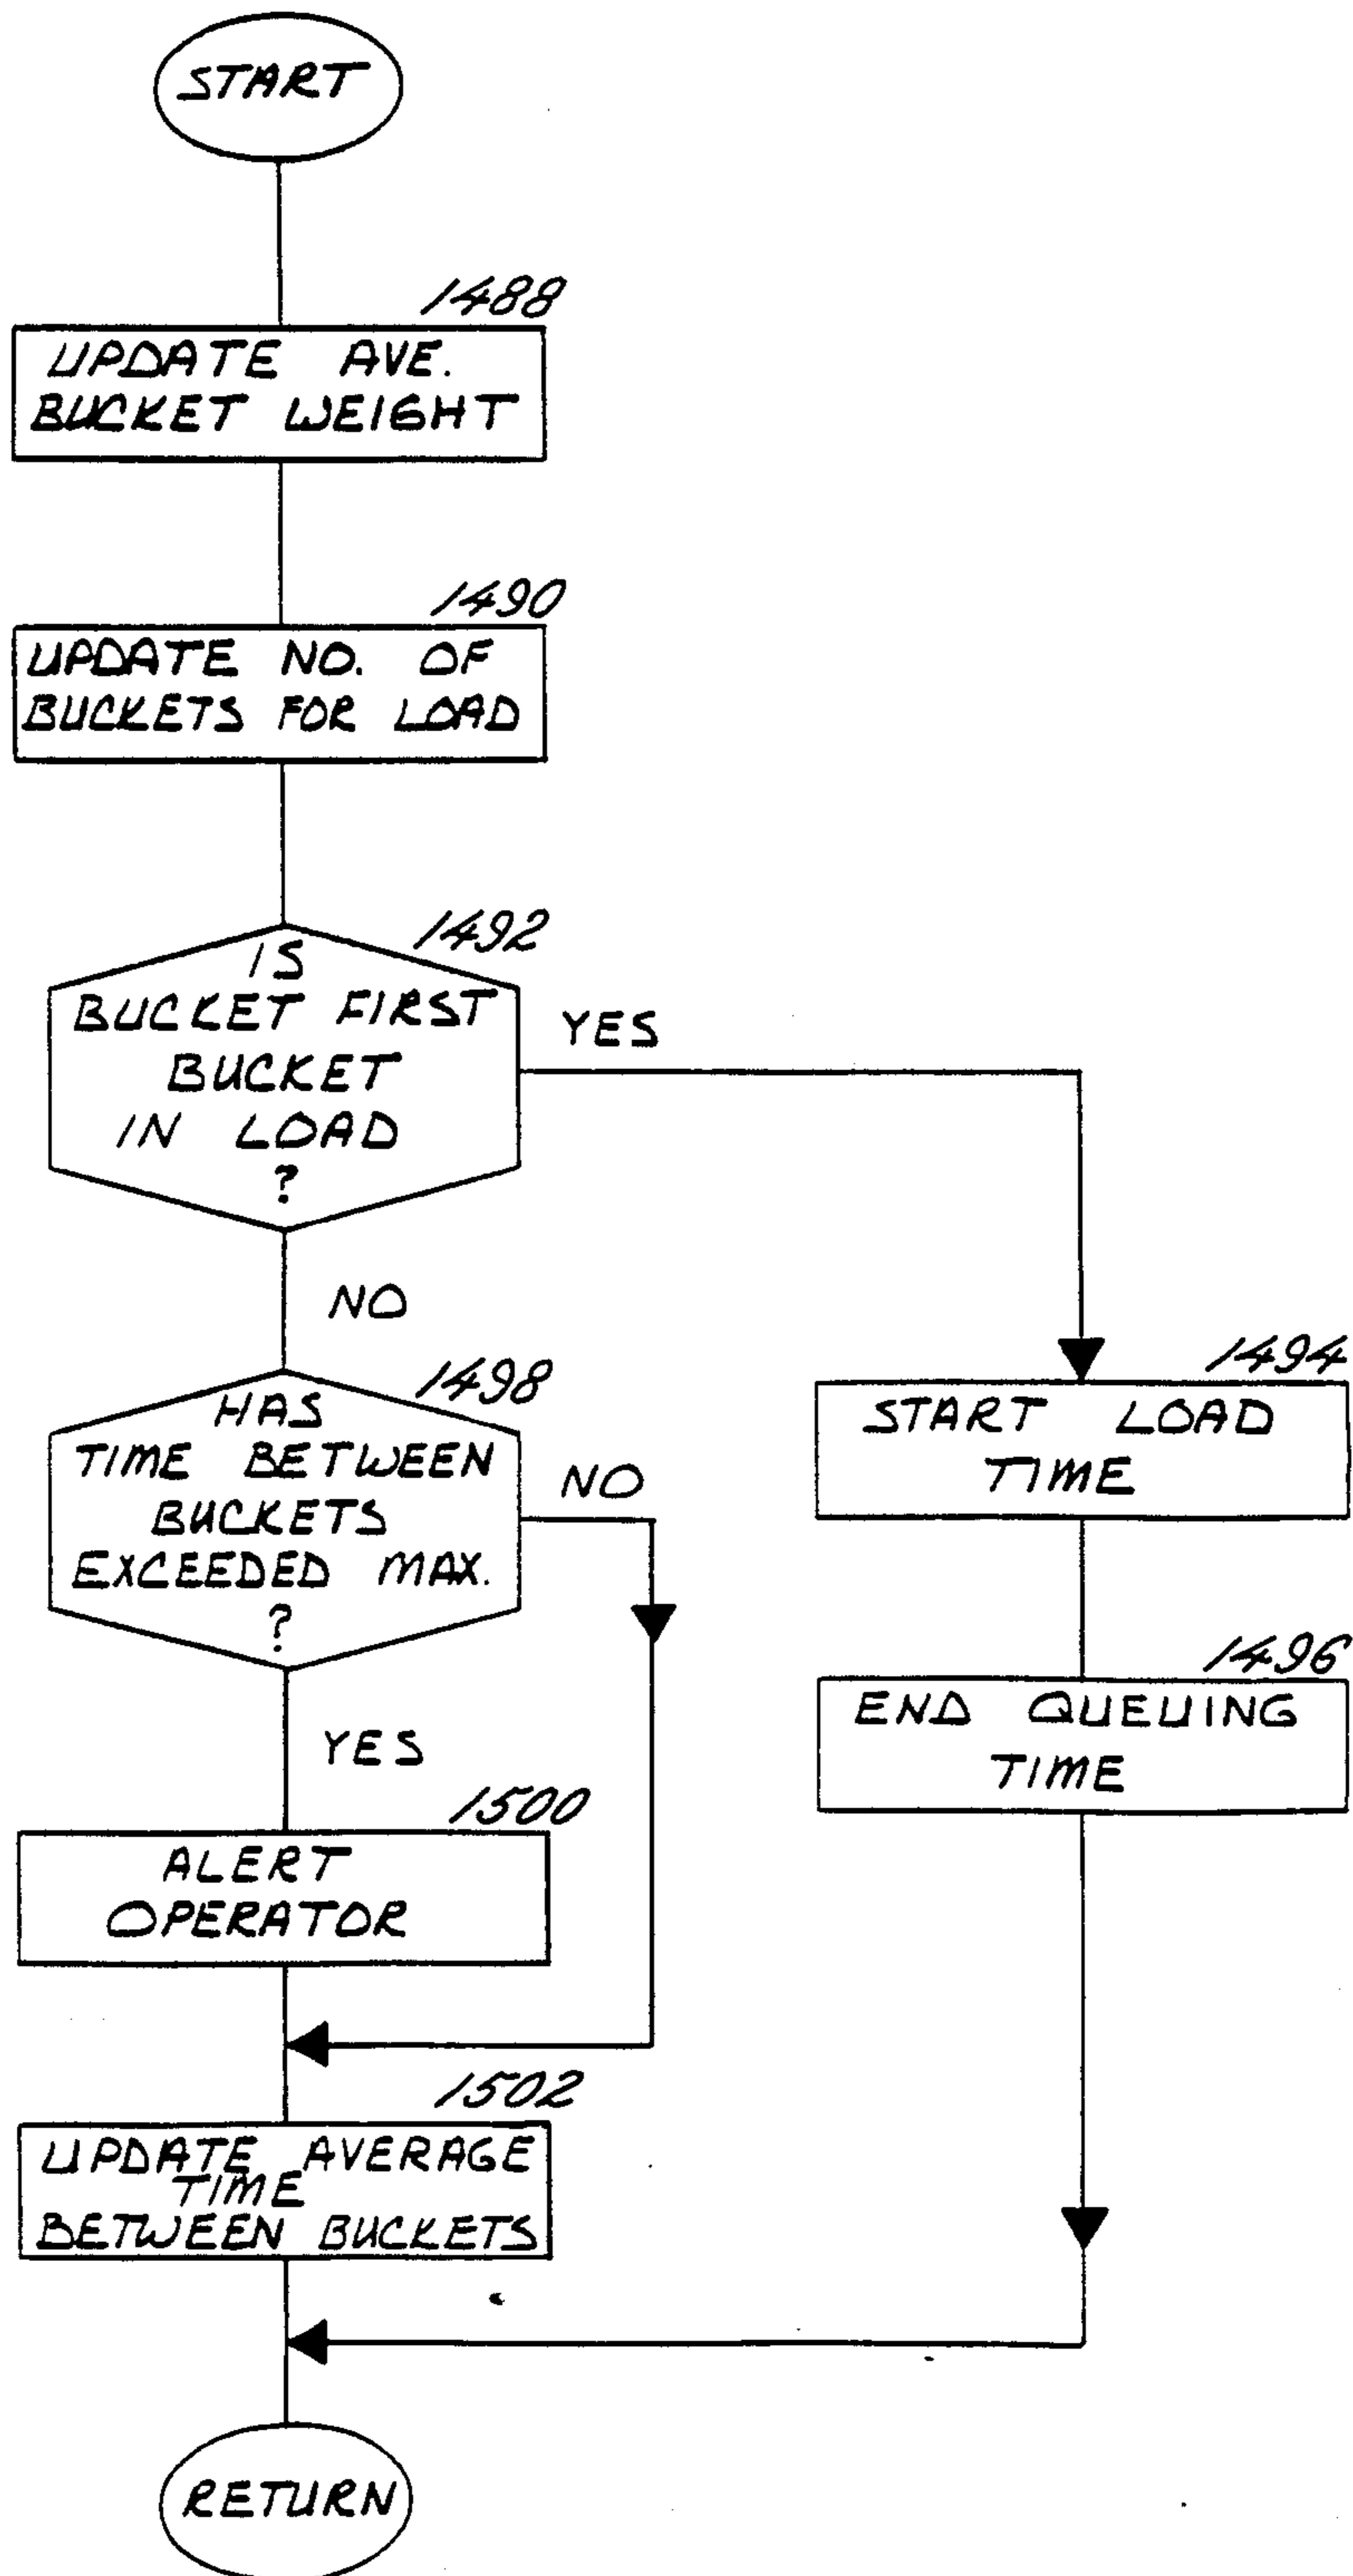 START
1488
UPDATE AVE.
BUCKET WEIGHT
1490
UPDATE NO. OF
BUCKETS FOR LOAD
1492
IS
BUCKET FIRST
BUCKET
IN LOAD
?
YES
NO
1498
HAS
TIME BETWEEN
BUCKETS
EXCEEDED MAX.
?
NO
YES
1494
START LOAD
TIME
1496
END QUEUING
TIME
1500
ALERT
OPERATOR
1502
UPDATE AVERAGE
TIME
BETWEEN BUCKETS
RETURN